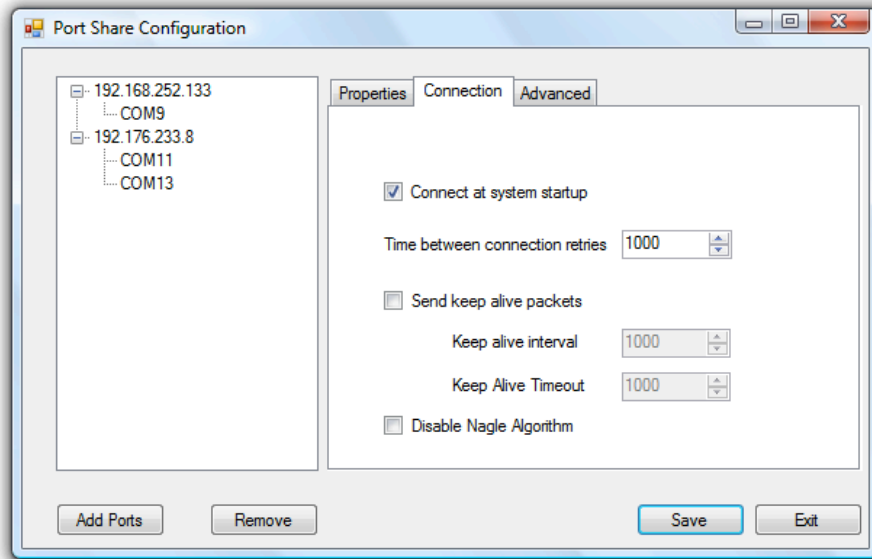 Port Share Configuration
192.168.252.133
COM9
192.176.233.8
COM11
COM13
Properties Connection Advanced
Connect at system startup
Time between connection retries 1000
Send keep alive packets
Keep alive interval 1000
Keep Alive Timeout 1000
Disable Nagle Algorithm
Add Ports Remove Save Exit